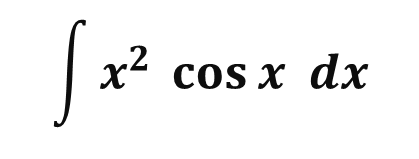 ∫ x² cos x dx